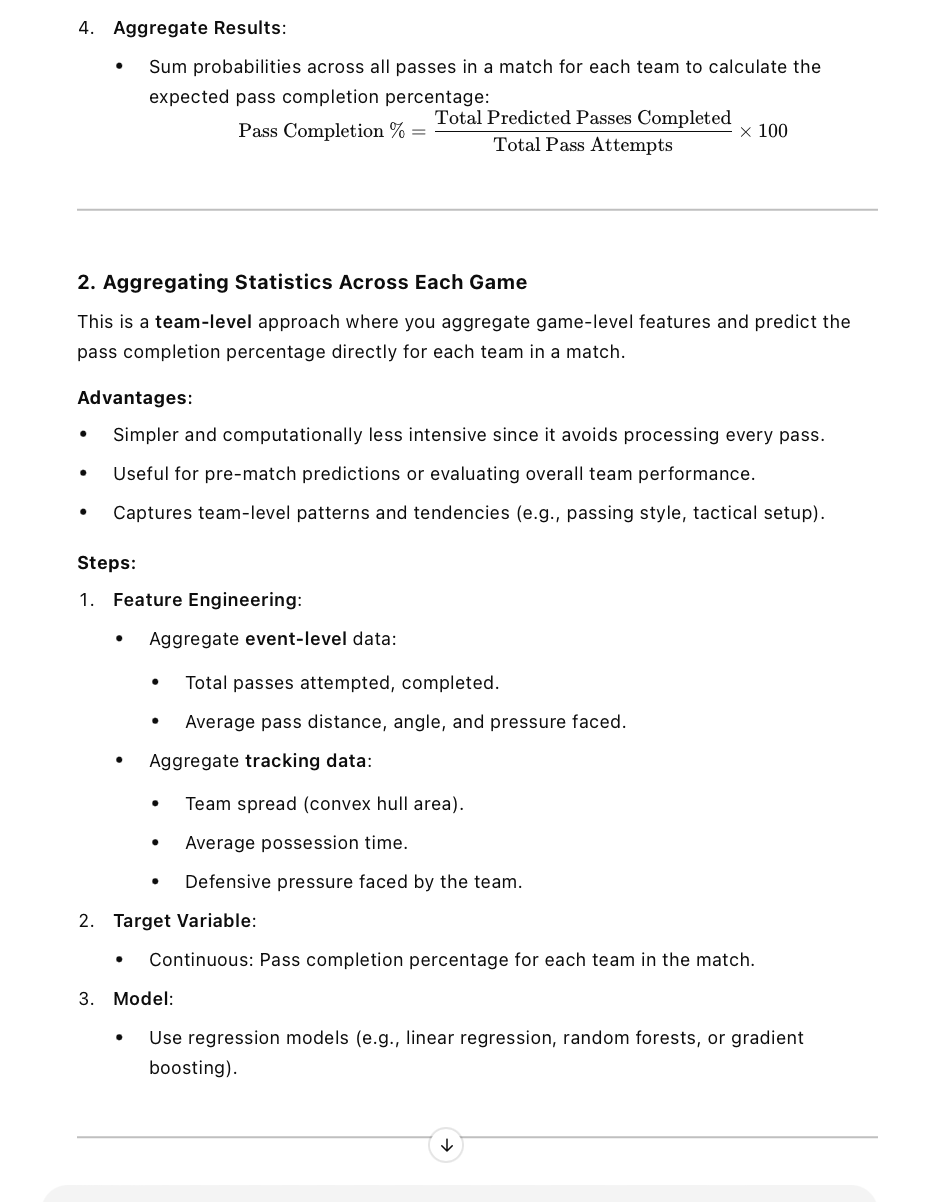 4. Aggregate Results:
• Sum probabilities across all passes in a match for each team to calculate the
expected pass completion percentage:
Pass Completion % = Total Predicted Passes Completed / Total Pass Attempts × 100
2. Aggregating Statistics Across Each Game
This is a team-level approach where you aggregate game-level features and predict the
pass completion percentage directly for each team in a match.
Advantages:
• Simpler and computationally less intensive since it avoids processing every pass.
• Useful for pre-match predictions or evaluating overall team performance.
• Captures team-level patterns and tendencies (e.g., passing style, tactical setup).
Steps:
1. Feature Engineering:
• Aggregate event-level data:
• Total passes attempted, completed.
• Average pass distance, angle, and pressure faced.
• Aggregate tracking data:
• Team spread (convex hull area).
• Average possession time.
• Defensive pressure faced by the team.
2. Target Variable:
• Continuous: Pass completion percentage for each team in the match.
3. Model:
• Use regression models (e.g., linear regression, random forests, or gradient
boosting).